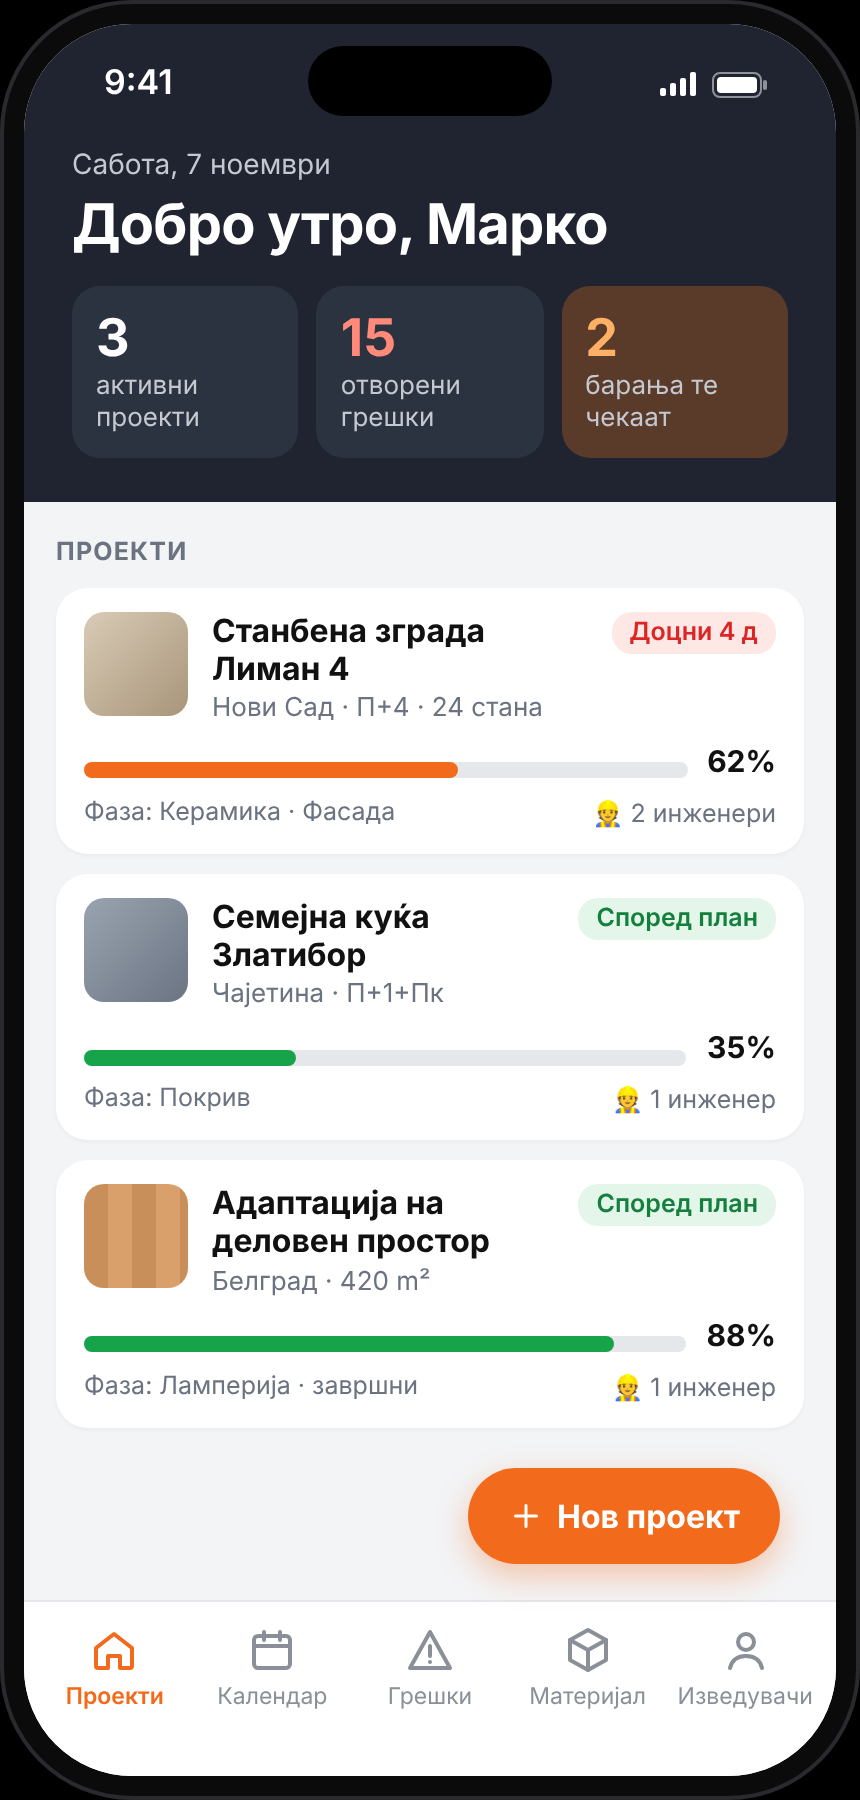 9:41
Сабота, 7 ноември
Добро утро, Марко
3
активни
проекти
15
отворени
грешки
2
барања те
чекаат
ПРОЕКТИ
Станбена зграда
Лиман 4
Доцни 4 д
Нови Сад · П+4 · 24 стана
62%
Фаза: Керамика · Фасада
2 инженери
Семејна куќа
Златибор
Според план
Чајетина · П+1+Пк
35%
Фаза: Покрив
1 инженер
Адаптација на
деловен простор
Според план
Белград · 420 m²
88%
Фаза: Ламперија · завршни
1 инженер
+ Нов проект
Проекти
Календар
Грешки
Материјал
Изведувачи